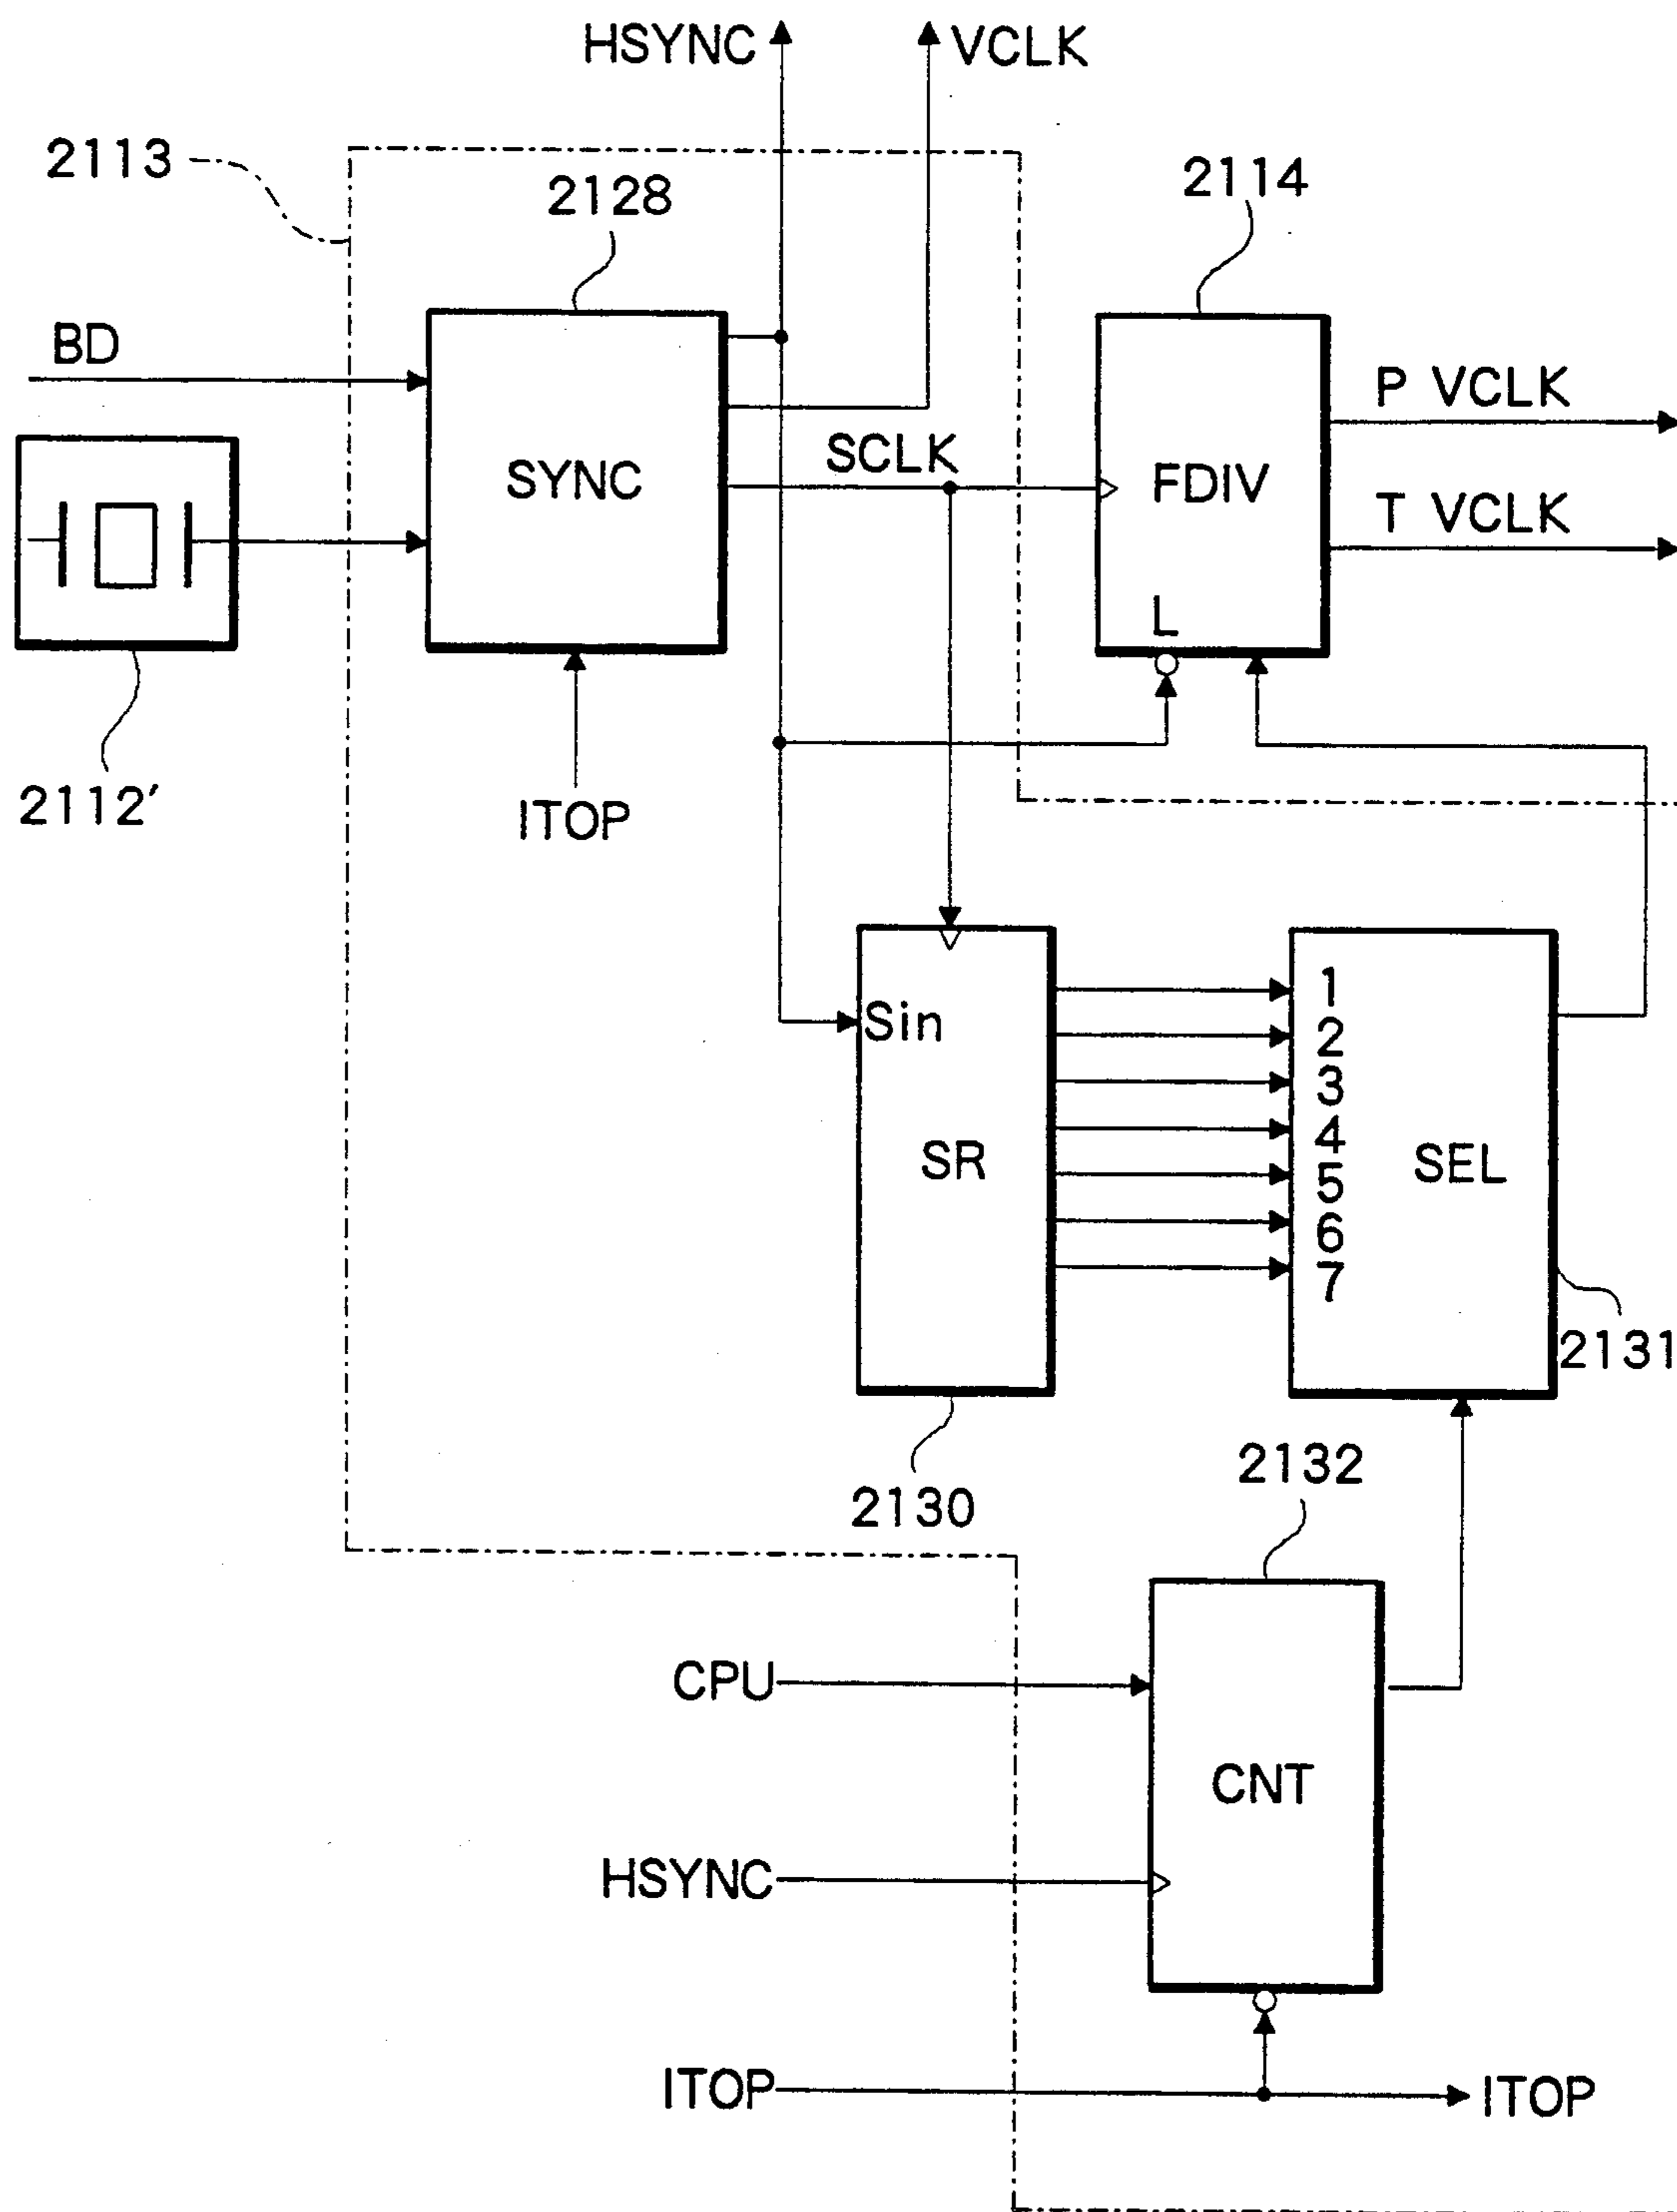 HSYNC
VCLK
2113
2128
2114
BD
P VCLK
SCLK
SYNC
FDIV
T VCLK
L
2112′
ITOP
Sin
1
2
3
4
5
6
7
SR
SEL
2131
2130
2132
CPU
CNT
HSYNC
ITOP
ITOP